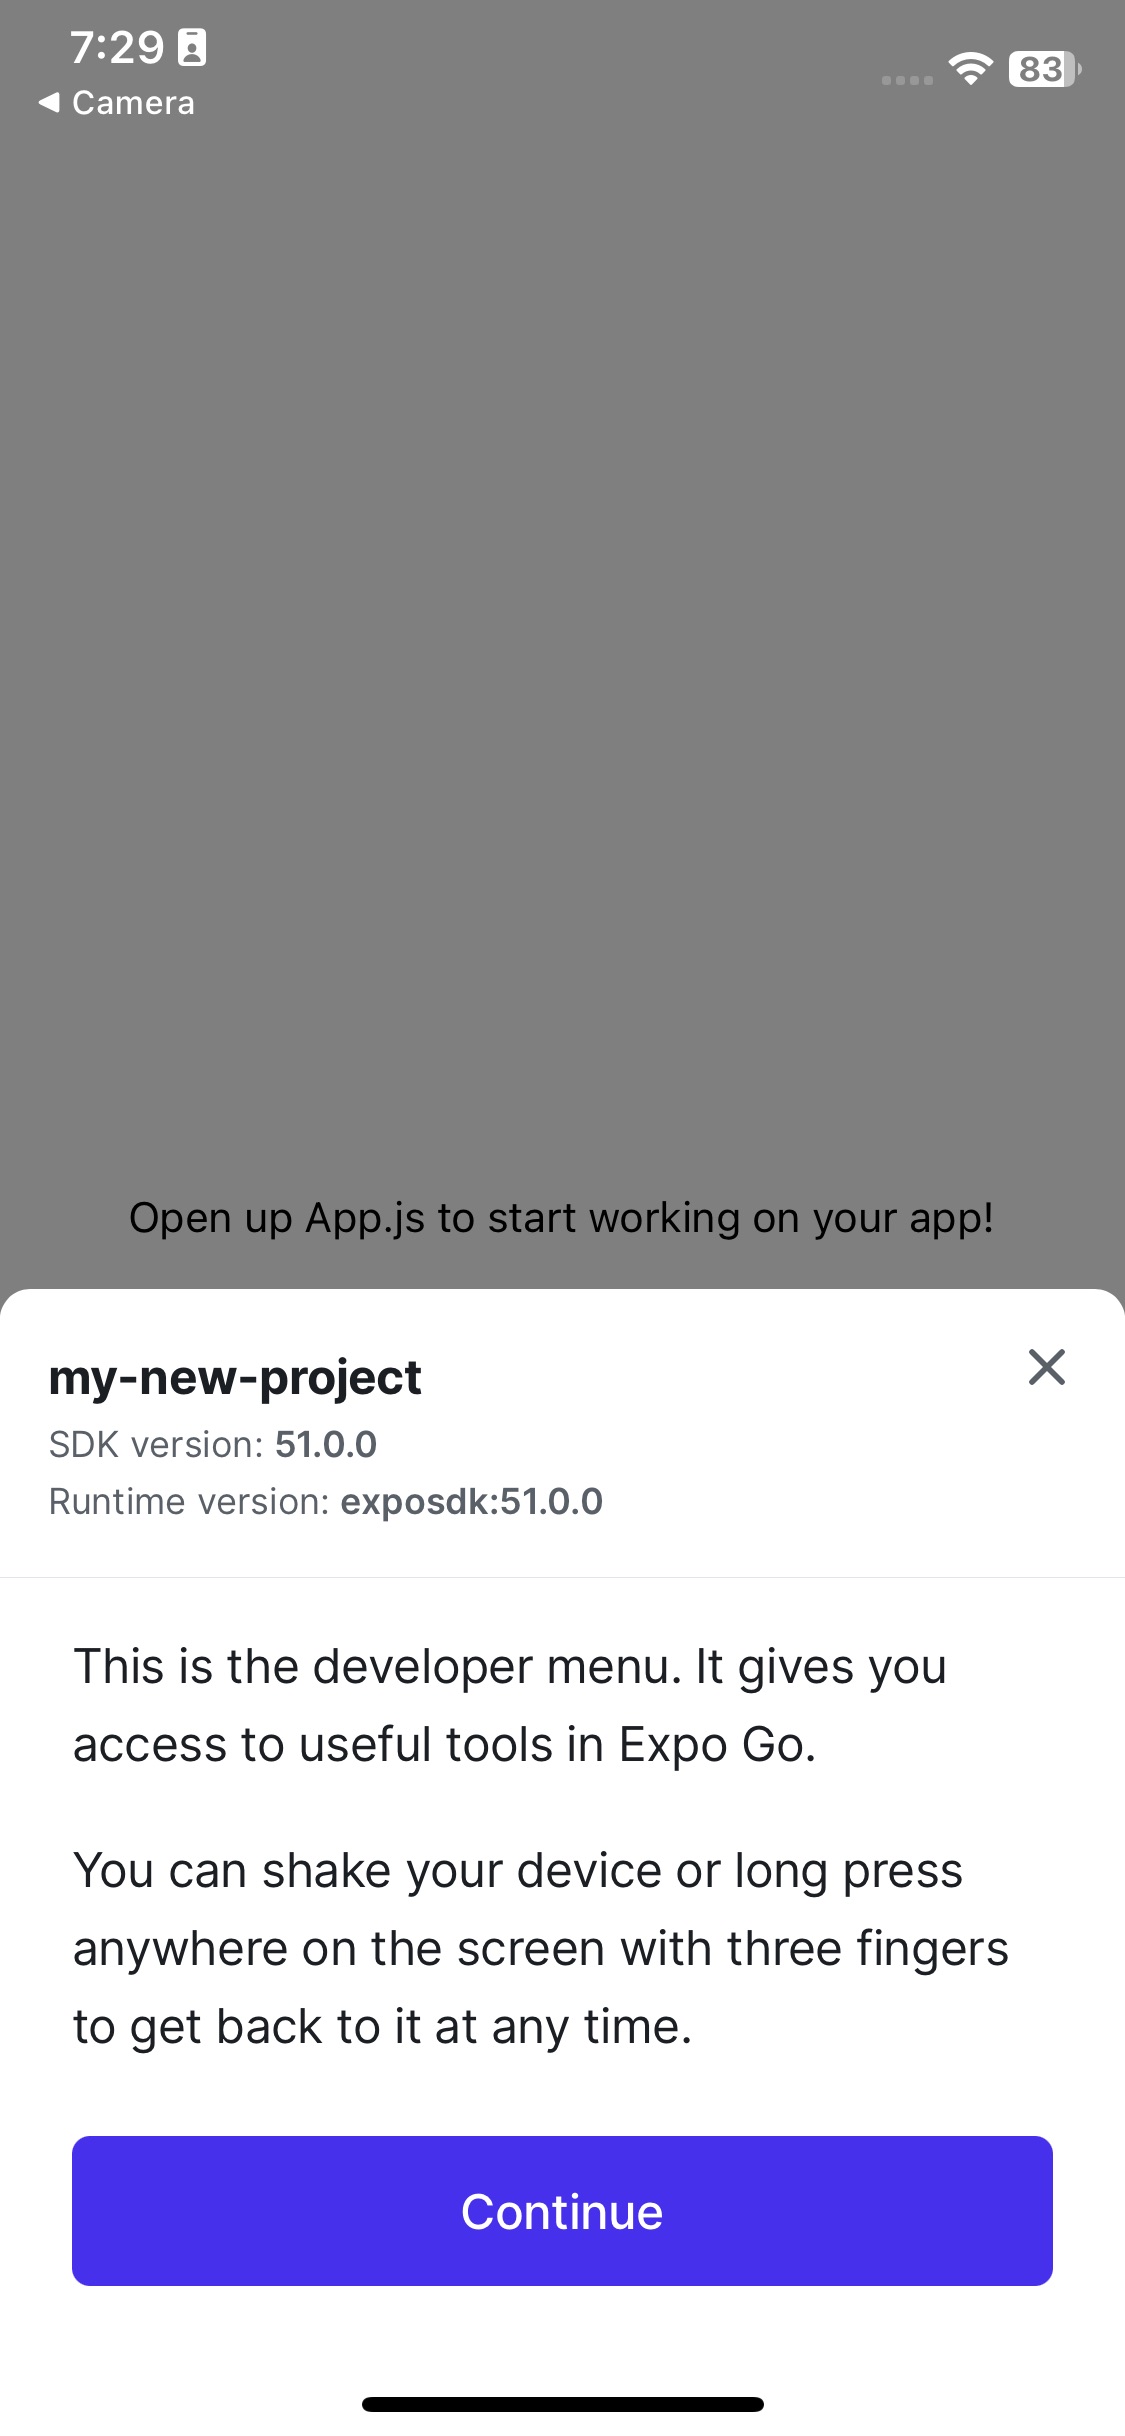 7:29
Camera
83
Open up App.js to start working on your app!
my-new-project
SDK version: 51.0.0
Runtime version: exposdk:51.0.0
This is the developer menu. It gives you
access to useful tools in Expo Go.
You can shake your device or long press
anywhere on the screen with three fingers
to get back to it at any time.
Continue